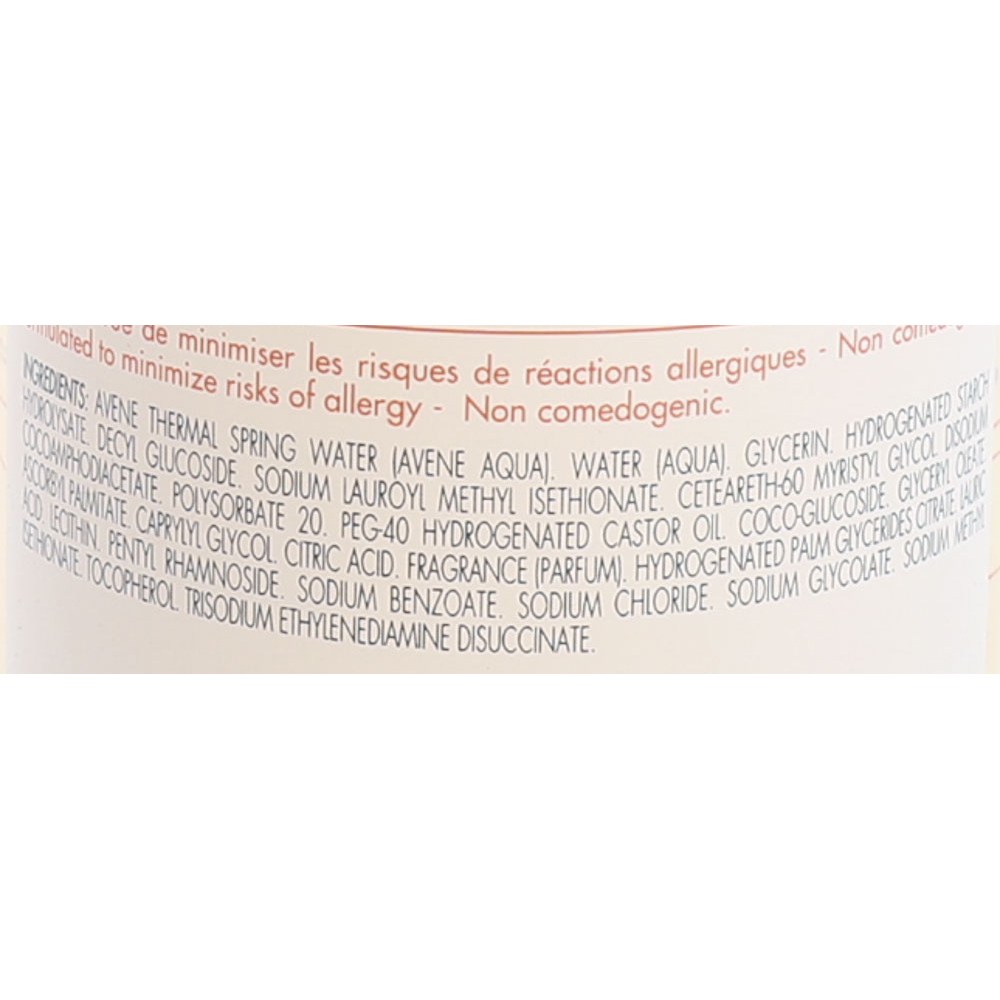 de minimiser les risques de réactions allergiques - Non
to minimize risks of allergy - Non comedogenic.
INGREDIENTS: AVENE THERMAL SPRING WATER (AVENE AQUA). WATER (AQUA). GLYCERIN. HYDROGENATED STARCH
HYDROLYSATE. DECYL GLUCOSIDE. SODIUM LAUROYL METHYL ISETHIONATE. CETEARETH-60 MYRISTYL GLYCOL. DISODIUM
COCOAMPHODIACETATE. POLYSORBATE 20. PEG-40 HYDROGENATED CASTOR OIL. COCO-GLUCOSIDE. GLYCERYL OLEATE.
ASCORBYL PALMITATE. CAPRYLYL GLYCOL. CITRIC ACID. FRAGRANCE (PARFUM). HYDROGENATED PALM GLYCERIDES CITRATE. LAURIC
ACID. LECITHIN. PENTYL RHAMNOSIDE. SODIUM BENZOATE. SODIUM CHLORIDE. SODIUM GLYCOLATE. SODIUM METHYL
ISETHIONATE. TOCOPHEROL. TRISODIUM ETHYLENEDIAMINE DISUCCINATE.